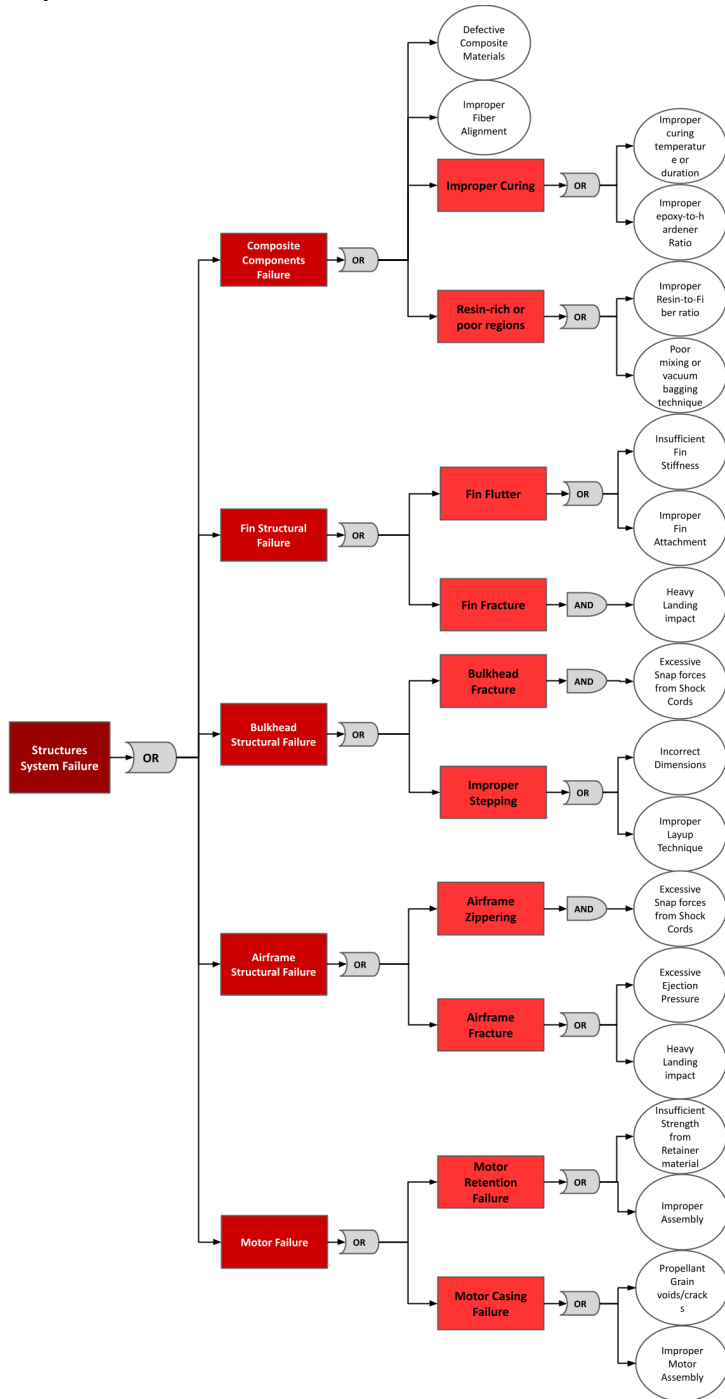 Defective
Composite
Materials
Improper
Fiber
Alignment
Improper
curing
temperatur
e or
duration
Improper Curing
OR
Improper
epoxy-to-h
ardener
Ratio
Composite
Components
Failure
OR
Improper
Resin-to-Fi
ber ratio
Resin-rich or
poor regions
OR
Poor
mixing or
vacuum
bagging
technique
Insufficient
Fin
Stiffness
Fin Flutter
OR
Improper
Fin
Attachment
Fin Structural
Failure
OR
Fin Fracture
AND
Heavy
Landing
impact
Bulkhead
Fracture
AND
Excessive
Snap forces
from Shock
Cords
Bulkhead
Structural Failure
OR
Structures
System Failure
OR
Incorrect
Dimensions
Improper
Stepping
OR
Improper
Layup
Technique
Airframe
Zippering
AND
Excessive
Snap forces
from Shock
Cords
Airframe
Structural Failure
OR
Excessive
Ejection
Pressure
Airframe
Fracture
OR
Heavy
Landing
impact
Insufficient
Strength
from
Retainer
material
Motor
Retention
Failure
OR
Improper
Assembly
Motor Failure
OR
Propellant
Grain
voids/crack
s
Motor Casing
Failure
OR
Improper
Motor
Assembly